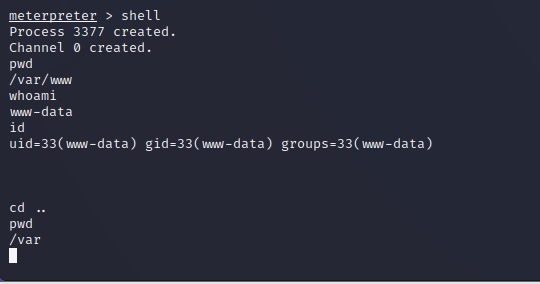 meterpreter > shell
Process 3377 created.
Channel 0 created.
pwd
/var/www
whoami
www-data
id
uid=33(www-data) gid=33(www-data) groups=33(www-data)
cd ..
pwd
/var